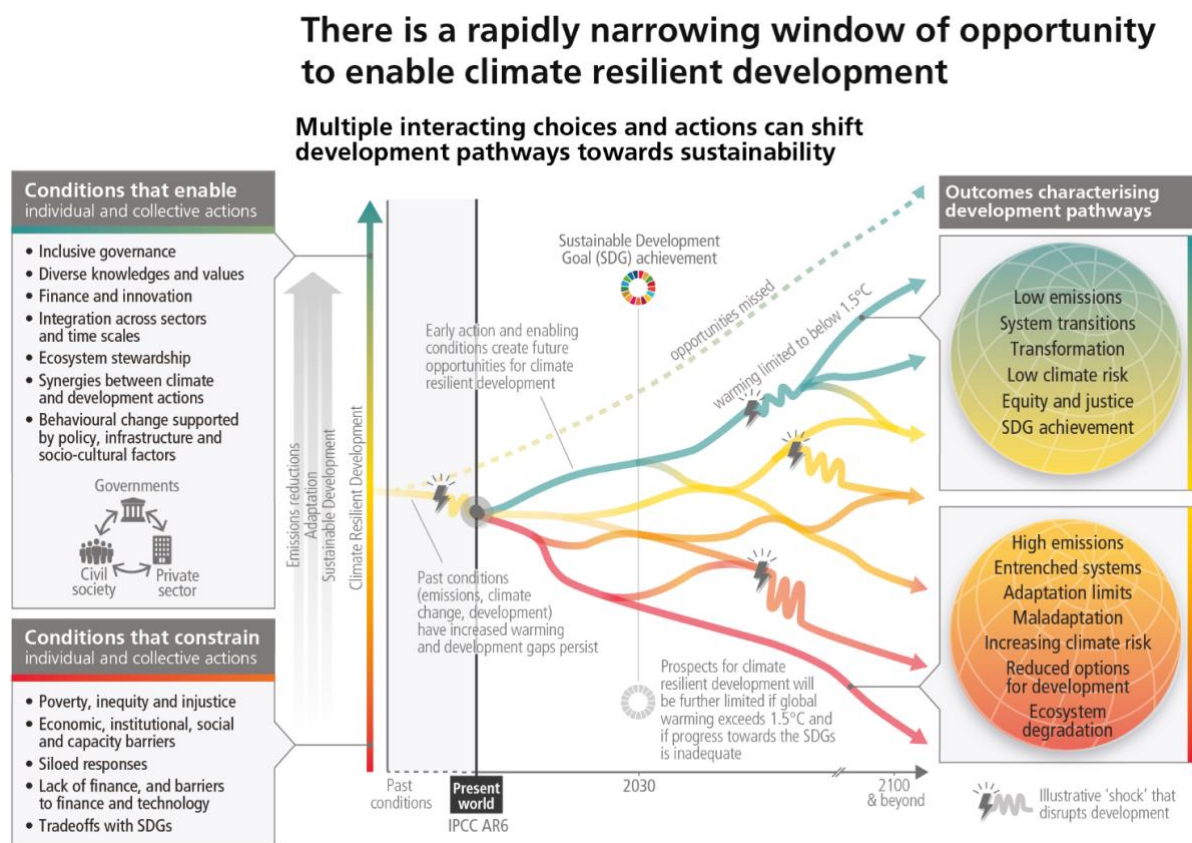 There is a rapidly narrowing window of opportunity
to enable climate resilient development
Multiple interacting choices and actions can shift
development pathways towards sustainability
Conditions that enable
individual and collective actions
• Inclusive governance
• Diverse knowledges and values
• Finance and innovation
• Integration across sectors
and time scales
• Ecosystem stewardship
• Synergies between climate
and development actions
• Behavioural change supported
by policy, infrastructure and
socio-cultural factors
Governments
Civil
society
Private
sector
Conditions that constrain
individual and collective actions
• Poverty, inequity and injustice
• Economic, institutional, social
and capacity barriers
• Siloed responses
• Lack of finance, and barriers
to finance and technology
• Tradeoffs with SDGs
Emissions reductions
Adaptation
Sustainable Development
Climate Resilient Development
Sustainable Development
Goal (SDG) achievement
Early action and enabling
conditions create future
opportunities for climate
resilient development
opportunities missed
warming limited to below 1.5°C
Past conditions
(emissions, climate
change, development)
have increased warming
and development gaps persist
Prospects for climate
resilient development will
be further limited if global
warming exceeds 1.5°C and
if progress towards the SDGs
is inadequate
Past
conditions
Present
world
IPCC AR6
2030
2100
& beyond
Outcomes characterising
development pathways
Low emissions
System transitions
Transformation
Low climate risk
Equity and justice
SDG achievement
High emissions
Entrenched systems
Adaptation limits
Maladaptation
Increasing climate risk
Reduced options
for development
Ecosystem
degradation
Illustrative 'shock' that
disrupts development